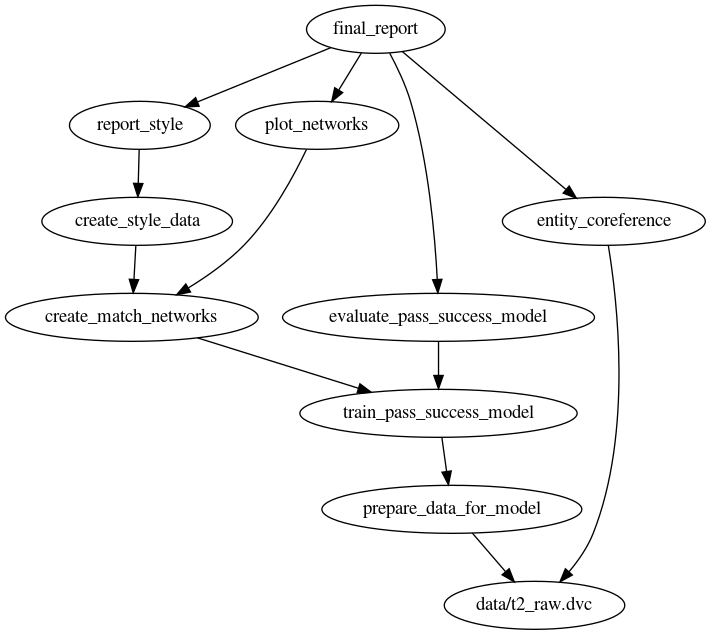 final_report
report_style
plot_networks
create_style_data
entity_coreference
create_match_networks
evaluate_pass_success_model
train_pass_success_model
prepare_data_for_model
data/t2_raw.dvc